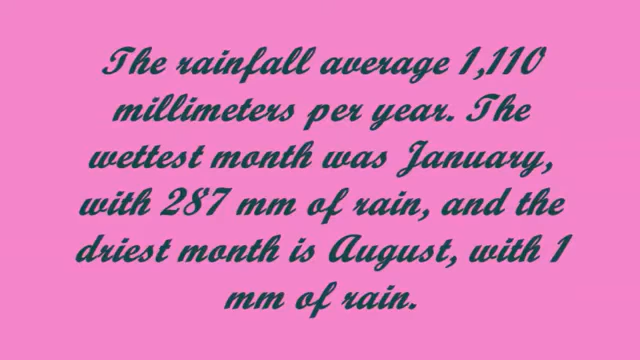 The rainfall average 1,110
millimeters per year. The
wettest month was January,
with 287 mm of rain, and the
driest month is August, with 1
mm of rain.